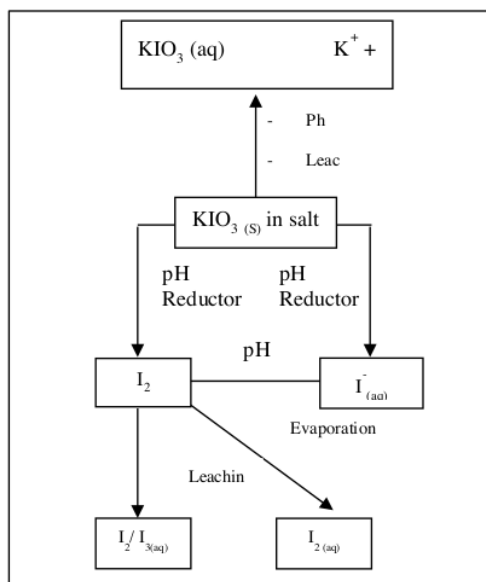 KIO₃ (aq) K⁺ +
- Ph
- Leac
KIO₃ (S) in salt
pH
Reductor
pH
Reductor
pH
I₂
I⁻(aq)
Evaporation
Leachin
I₂/ I₃(aq)
I₂ (aq)